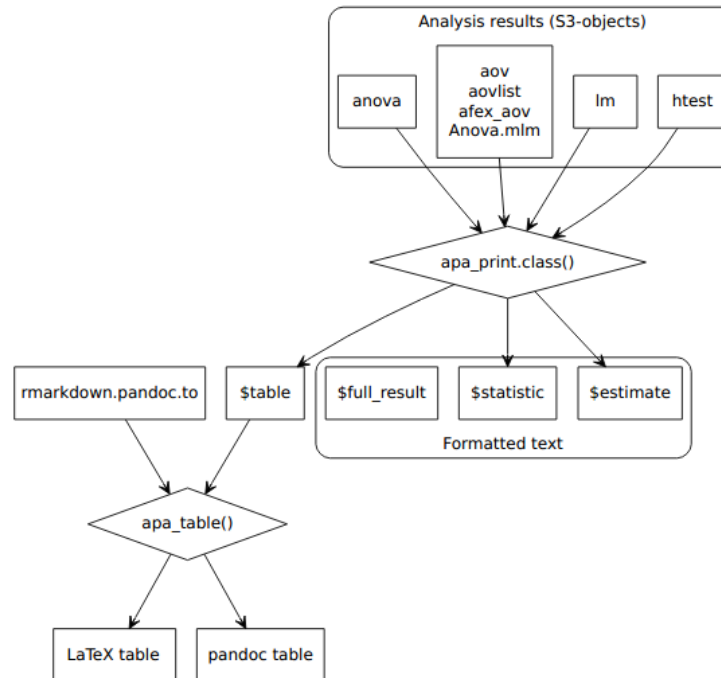 Analysis results (S3-objects)
anova
aov
aovlist
afex_aov
Anova.mlm
lm
htest
apa_print.class()
rmarkdown.pandoc.to
$table
$full_result
$statistic
$estimate
Formatted text
apa_table()
LaTeX table
pandoc table